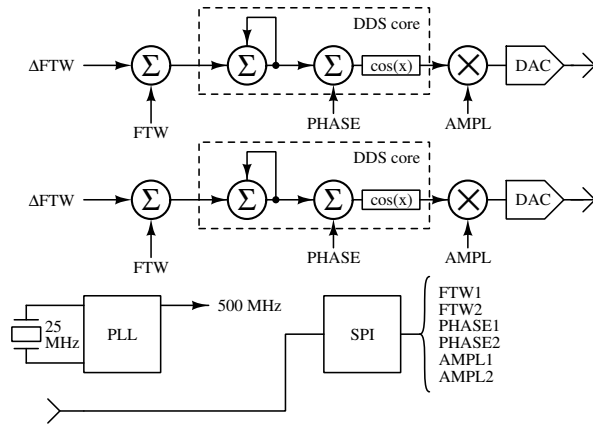 DDS core
ΔFTW
Σ
Σ
Σ
cos(x)
DAC
FTW
PHASE
AMPL
DDS core
ΔFTW
Σ
Σ
Σ
cos(x)
DAC
FTW
PHASE
AMPL
25
MHz
PLL
500 MHz
SPI
FTW1
FTW2
PHASE1
PHASE2
AMPL1
AMPL2